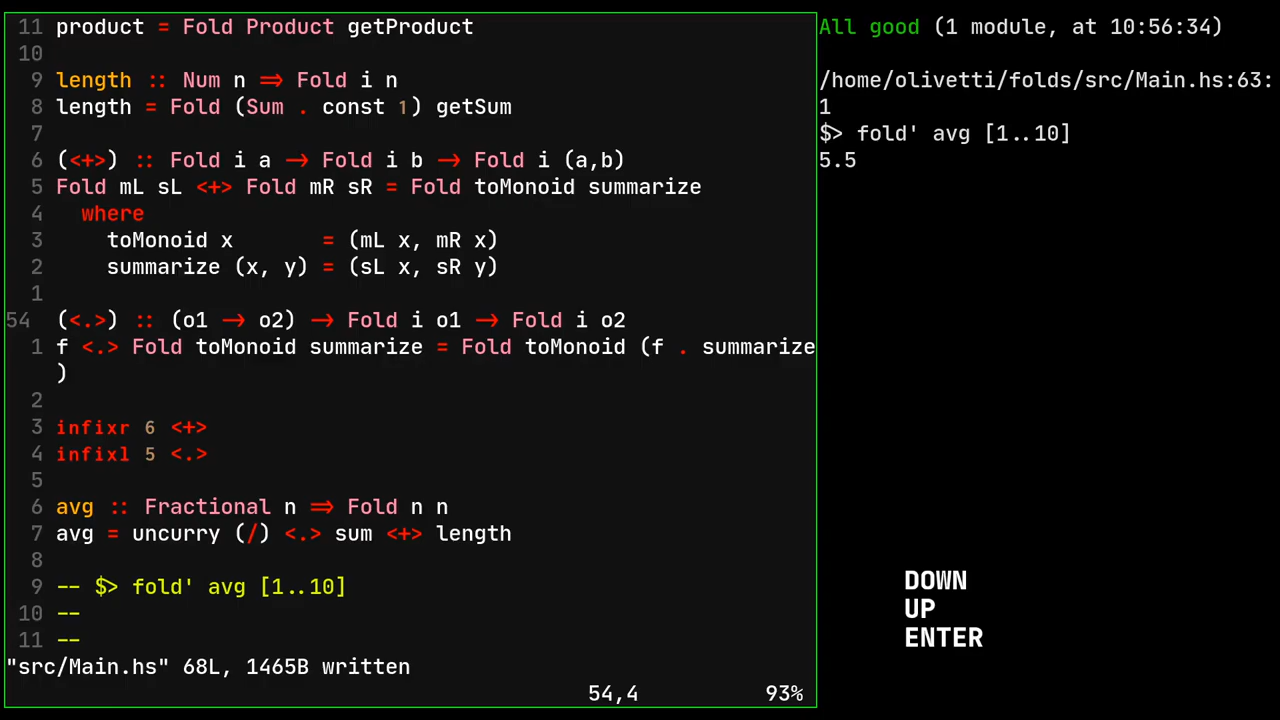 11 product = Fold Product getProduct
10
9 length :: Num n ⇒ Fold i n
8 length = Fold (Sum . const 1) getSum
7
6 (<+>) :: Fold i a → Fold i b → Fold i (a,b)
5 Fold mL sL <+> Fold mR sR = Fold toMonoid summarize
4 where
3 toMonoid x = (mL x, mR x)
2 summarize (x, y) = (sL x, sR y)
1
54 (<.>) :: (o1 → o2) → Fold i o1 → Fold i o2
1 f <.> Fold toMonoid summarize = Fold toMonoid (f . summarize
)
2
3 infixr 6 <+>
4 infixl 5 <.>
5
6 avg :: Fractional n ⇒ Fold n n
7 avg = uncurry (/) <.> sum <+> length
8
9 -- $> fold' avg [1..10]
10 --
11 --
"src/Main.hs" 68L, 1465B written
54,4 93%
All good (1 module, at 10:56:34)
/home/olivetti/folds/src/Main.hs:63:
1
$> fold' avg [1..10]
5.5
DOWN
UP
ENTER